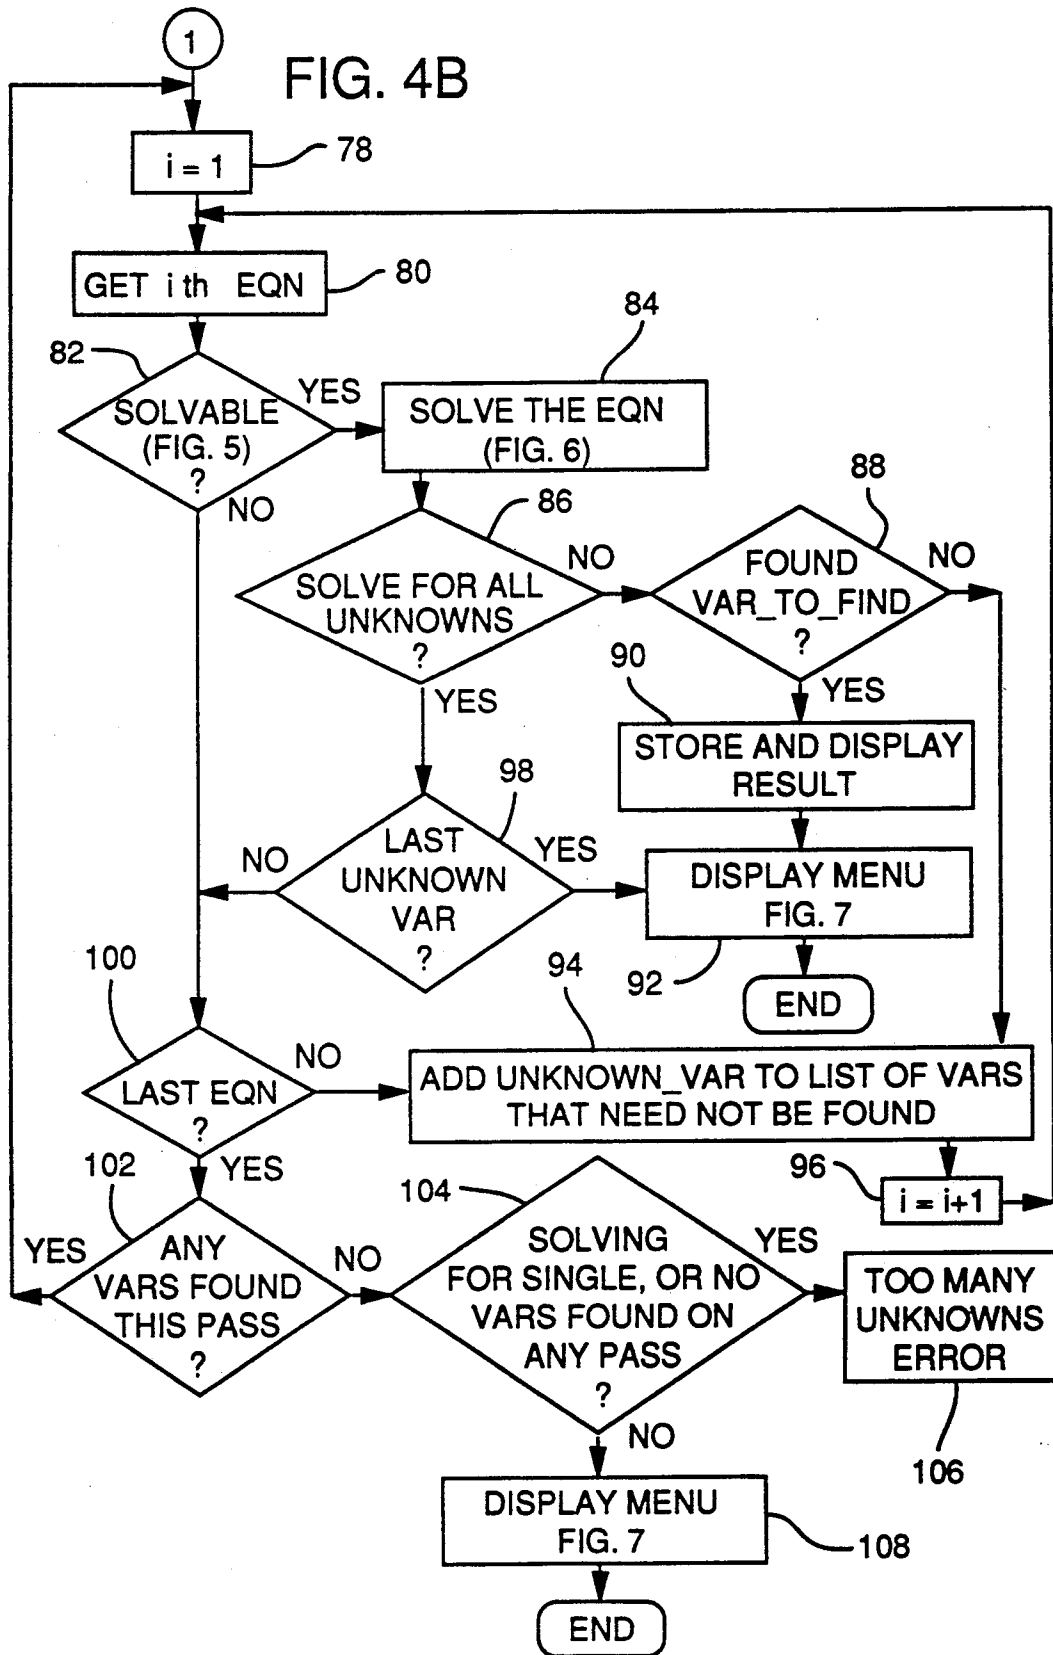 1
FIG. 4B
i = 1
78
GET i th EQN
80
84
82
SOLVABLE
(FIG. 5)
?
YES
NO
SOLVE THE EQN
(FIG. 6)
86
88
SOLVE FOR ALL
UNKNOWNS
?
NO
YES
FOUND
VAR_TO_FIND
?
NO
YES
90
STORE AND DISPLAY
RESULT
98
LAST
UNKNOWN
VAR
?
NO
YES
DISPLAY MENU
FIG. 7
92
END
94
100
LAST EQN
?
NO
YES
ADD UNKNOWN_VAR TO LIST OF VARS
THAT NEED NOT BE FOUND
96
i = i+1
102
ANY
VARS FOUND
THIS PASS
?
YES
NO
104
SOLVING
FOR SINGLE, OR NO
VARS FOUND ON
ANY PASS
?
YES
NO
TOO MANY
UNKNOWNS
ERROR
106
DISPLAY MENU
FIG. 7
108
END